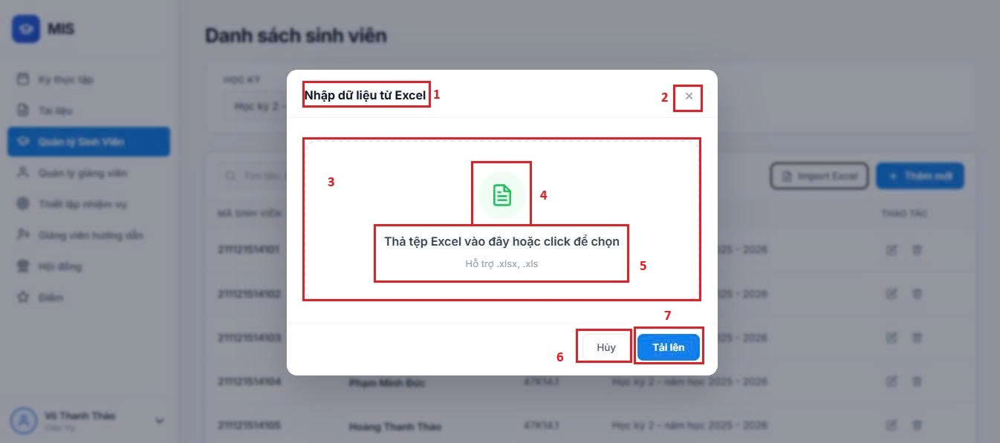 MIS
Danh sách sinh viên
Kỳ thực tập
HỌC KỲ
Nhập dữ liệu từ Excel
1
2
×
Tài liệu
Học kỳ 2 -
Quản lý Sinh Viên
Quản lý giảng viên
3
4
Import Excel
+ Thêm mới
Thiết lập nhiệm vụ
MÃ SINH VIÊN
THAO TÁC
Giảng viên hướng dẫn
Thả tệp Excel vào đây hoặc click để chọn
Hỗ trợ .xlsx, .xls
5
211121514101
025 - 2026
Hội đồng
Điểm
211121514102
025 - 2026
7
211121514103
025 - 2026
6
Hủy
Tải lên
211121514104
Phạm Minh Đức
47K14.1
Học kỳ 2 - năm học 2025 - 2026
Võ Thanh Thảo
Giáo vụ
211121514105
Hoàng Thanh Thảo
47K14.1
Học kỳ 2 - năm học 2025 - 2026